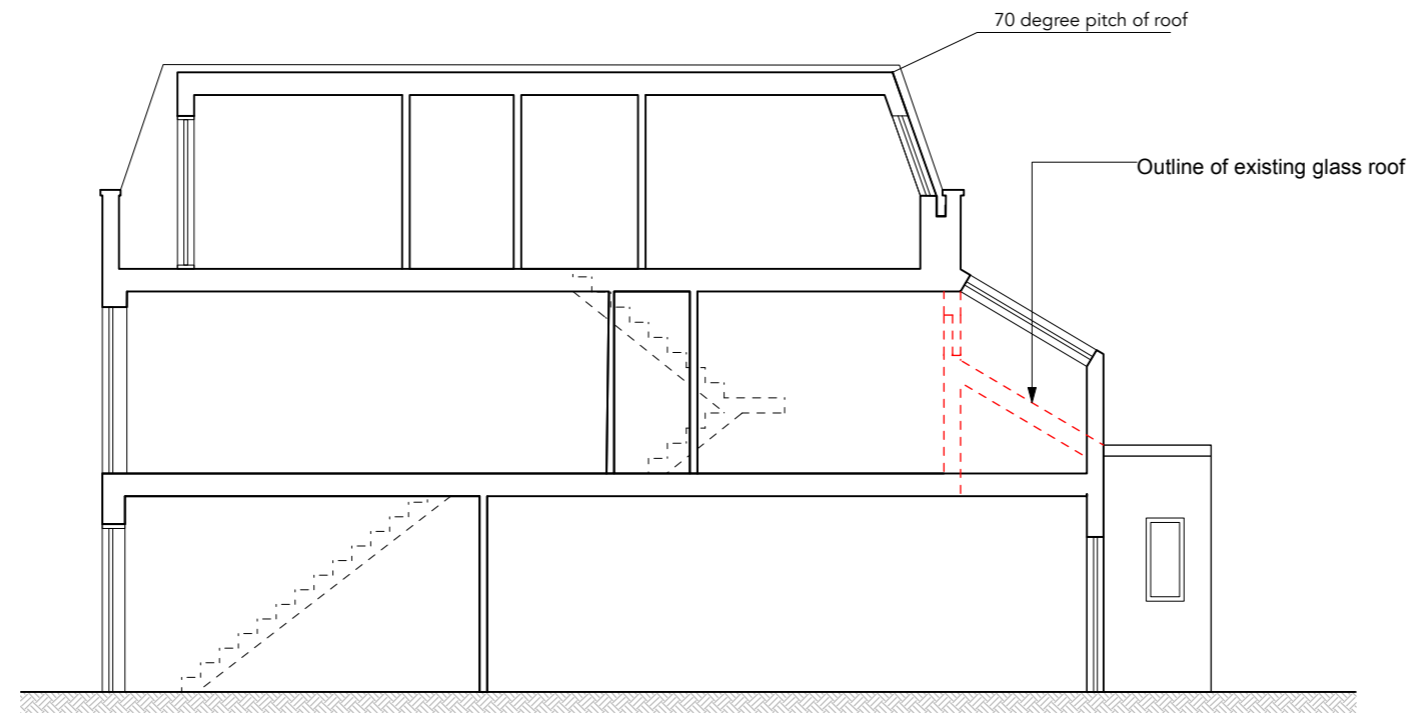 70 degree pitch of roof
Outline of existing glass roof